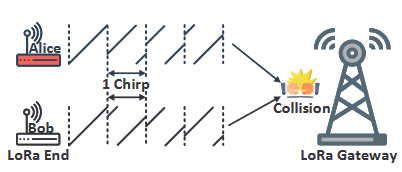 Alice
1 Chirp
Bob
Collision
LoRa End
LoRa Gateway